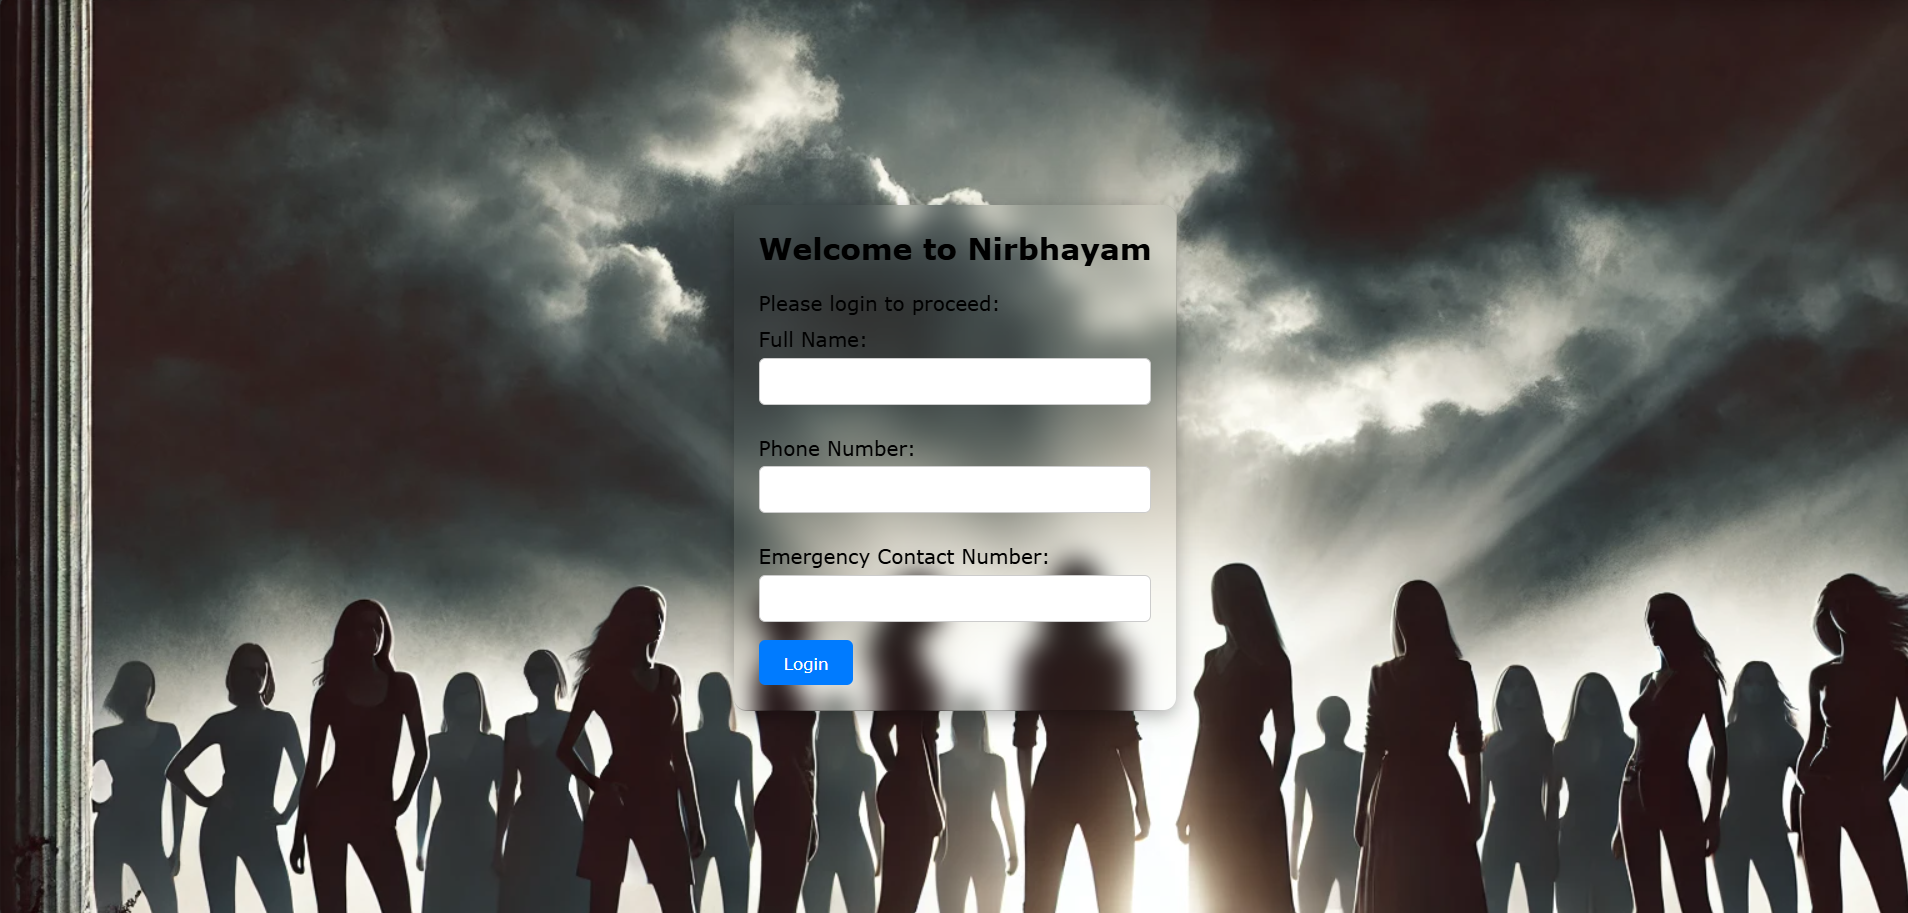 Welcome to Nirbhayam
Please login to proceed:
Full Name:
Phone Number:
Emergency Contact Number:
Login